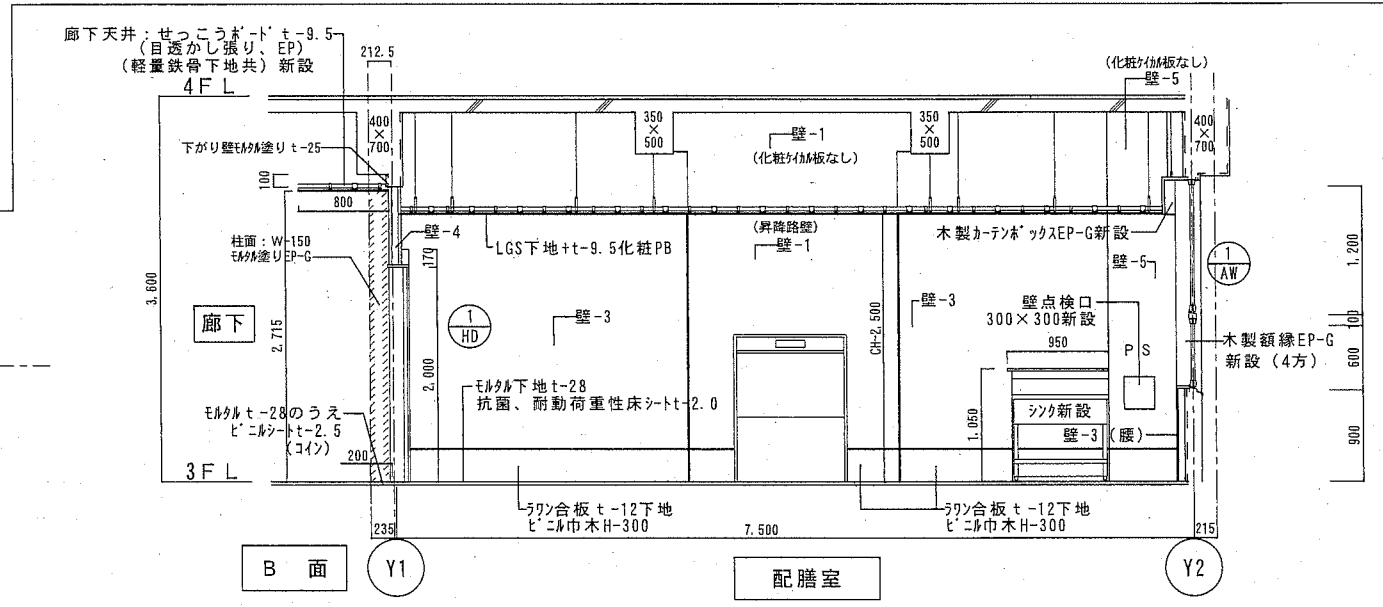 廊下天井：せっこうボード t-9.5
(目透かし張り、EP)
(軽量鉄骨下地共) 新設
212.5
4FL
(化粧ケイカル板なし)
壁-5
400
×
700
350
×
500
壁-1
(化粧ケイカル板なし)
350
×
500
400
×
700
下がり壁モルタル塗り t-25
100
800
柱面：W-150
モルタル塗りEP-G
壁-4
LGS下地+t-9.5化粧PB
(昇降路壁)
壁-1
木製カーテンボックスEP-G新設
壁-5
1
AW
1,200
100
600
900
3,600
廊下
2,715
170
2,000
1
HD
壁-3
CH-2,500
壁-3
壁点検口
300×300新設
950
PS
木製額縁EP-G
新設 (4方)
モルタル下地 t-28
抗菌、耐動荷重性床シートt-2.0
1,050
シンク新設
壁-3 (腰)
モルタル t-28のうえ
ビニルシートt-2.5
(コイン)
200
3FL
ラワン合板 t-12下地
ビニル巾木H-300
ラワン合板 t-12下地
ビニル巾木H-300
235
7,500
215
B 面
Y1
配膳室
Y2